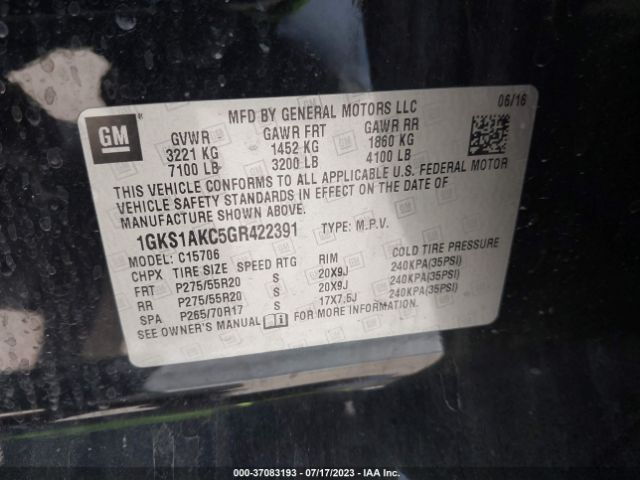 GM
MFD BY GENERAL MOTORS LLC
06/16
GVWR GAWR FRT GAWR RR
3221 KG 1452 KG 1860 KG
7100 LB 3200 LB 4100 LB
THIS VEHICLE CONFORMS TO ALL APPLICABLE U.S. FEDERAL MOTOR
VEHICLE SAFETY STANDARDS IN EFFECT ON THE DATE OF
MANUFACTURE SHOWN ABOVE.
1GKS1AKC5GR422391 TYPE: M.P.V.
MODEL: C15706
CHPX TIRE SIZE SPEED RTG RIM COLD TIRE PRESSURE
FRT P275/55R20 S 20X9J 240KPA(35PSI)
RR P275/55R20 S 20X9J 240KPA(35PSI)
SPA P265/70R17 S 17X7.5J 240KPA(35PSI)
SEE OWNER'S MANUAL FOR MORE INFORMATION.
000-37083193 - 07/17/2023 - IAA Inc.